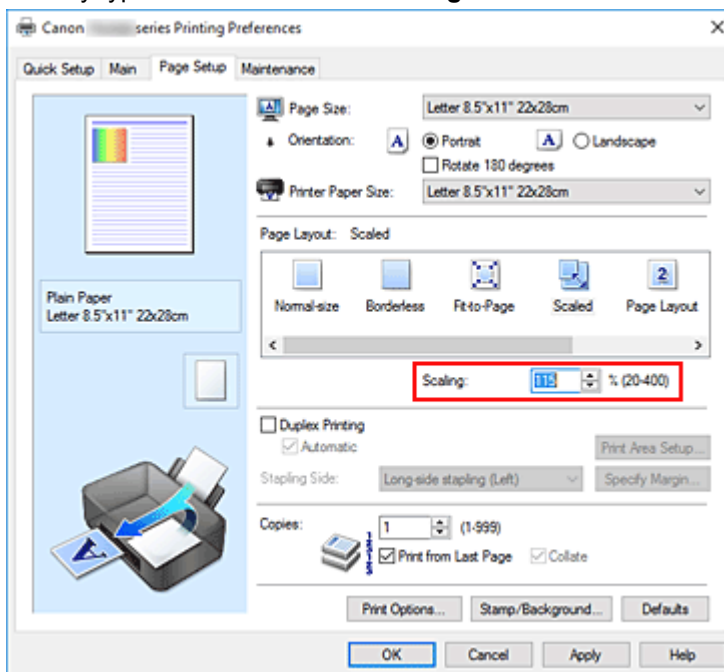 Canon series Printing Preferences
Quick Setup Main Page Setup Maintenance
Page Size: Letter 8.5"x11" 22x28cm
Orientation: A Portrait A Landscape
Rotate 180 degrees
Printer Paper Size: Letter 8.5"x11" 22x28cm
Page Layout: Scaled
2
Normal-size Borderless Fit-to-Page Scaled Page Layout
Plain Paper
Letter 8.5"x11" 22x28cm
Scaling: 115 % (20-400)
Duplex Printing
Automatic
Print Area Setup...
Stapling Side: Long-side stapling (Left) Specify Margin...
Copies: 1 (1-999)
Print from Last Page Collate
A
Print Options... Stamp/Background... Defaults
OK Cancel Apply Help